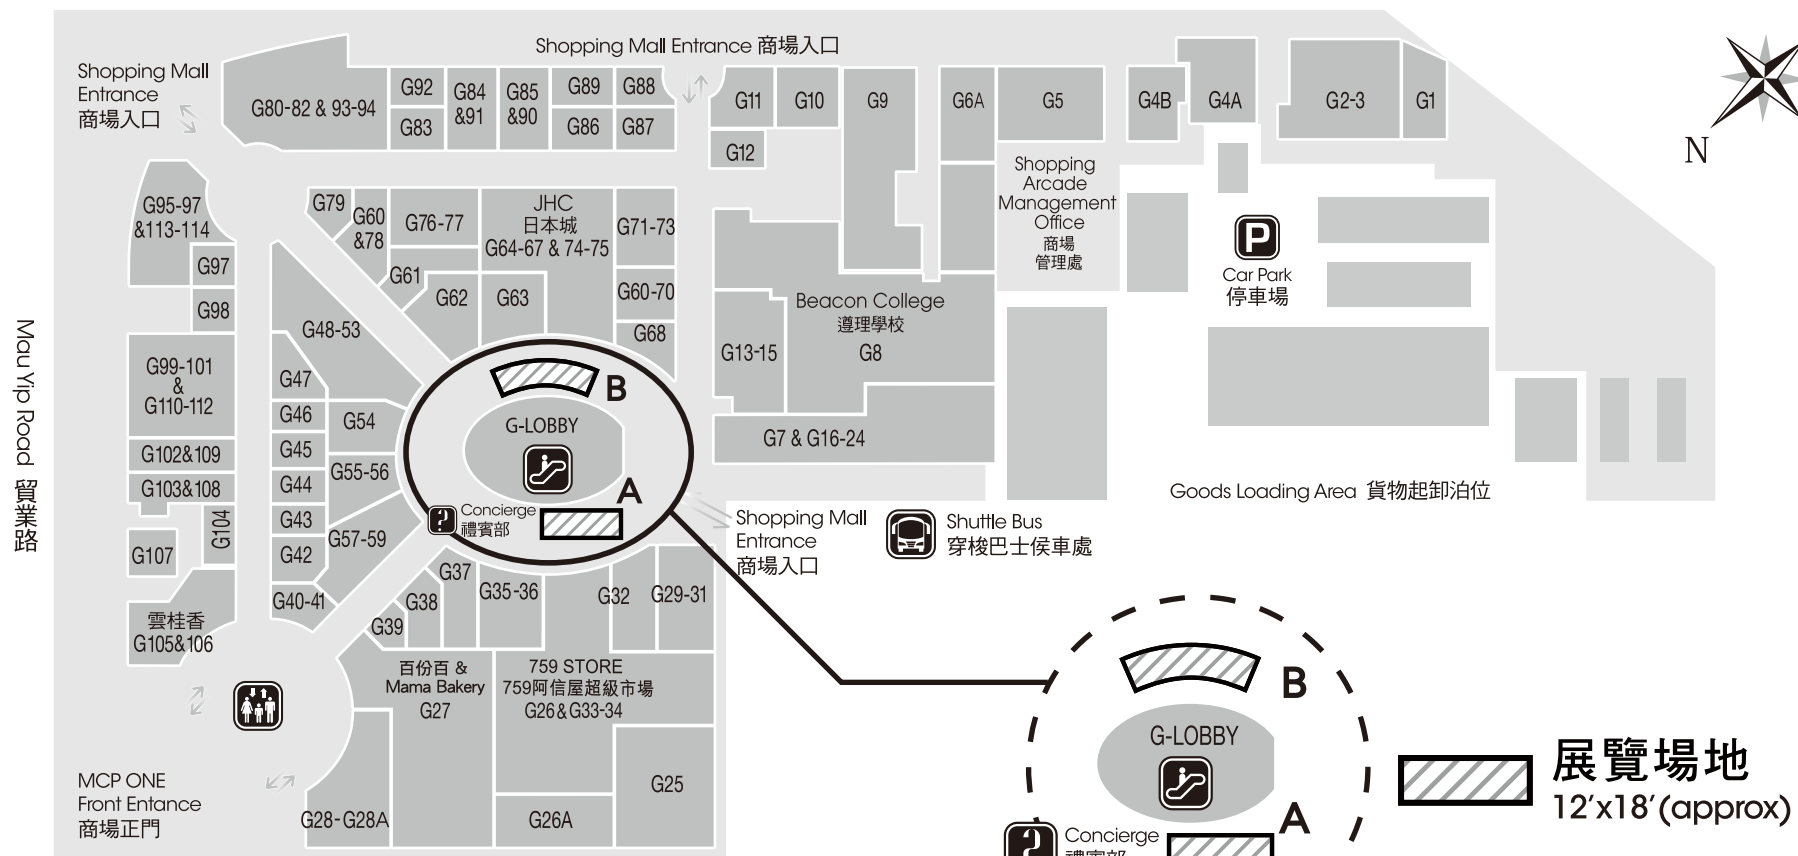 Shopping Mall Entrance 商場入口
Shopping Mall
Entrance
商場入口
G80-82 & 93-94
G92
G83
G84
&91
G85
&90
G89
G86
G88
G87
G11
G12
G10
G9
G6A
G5
G4B
G4A
G2-3
G1
N
Shopping
Arcade
Management
Office
商場
管理處
P
Car Park
停車場
G95-97
&113-114
G97
G98
G79
G60
&78
G76-77
G61
G62
G63
JHC
日本城
G64-67 & 74-75
G71-73
G60-70
G68
Beacon College
遵理學校
G8
G13-15
G7 & G16-24
Mau Yip Road 貿業路
G99-101
&
G110-112
G102&109
G103&108
G104
G107
雲桂香
G105&106
G48-53
G47
G46
G45
G44
G43
G42
G40-41
G54
G55-56
G57-59
B
G-LOBBY
A
?
Concierge
禮賓部
Shopping Mall
Entrance
商場入口
Shuttle Bus
穿梭巴士侯車處
Goods Loading Area 貨物起卸泊位
G37
G38
G39
G35-36
G32
G29-31
百份百 &
Mama Bakery
G27
759 STORE
759阿信屋超級市場
G26&G33-34
G25
G26A
G28-G28A
MCP ONE
Front Entance
商場正門
B
G-LOBBY
A
?
Concierge
禮賓部
展覽場地
12’x18’(approx)